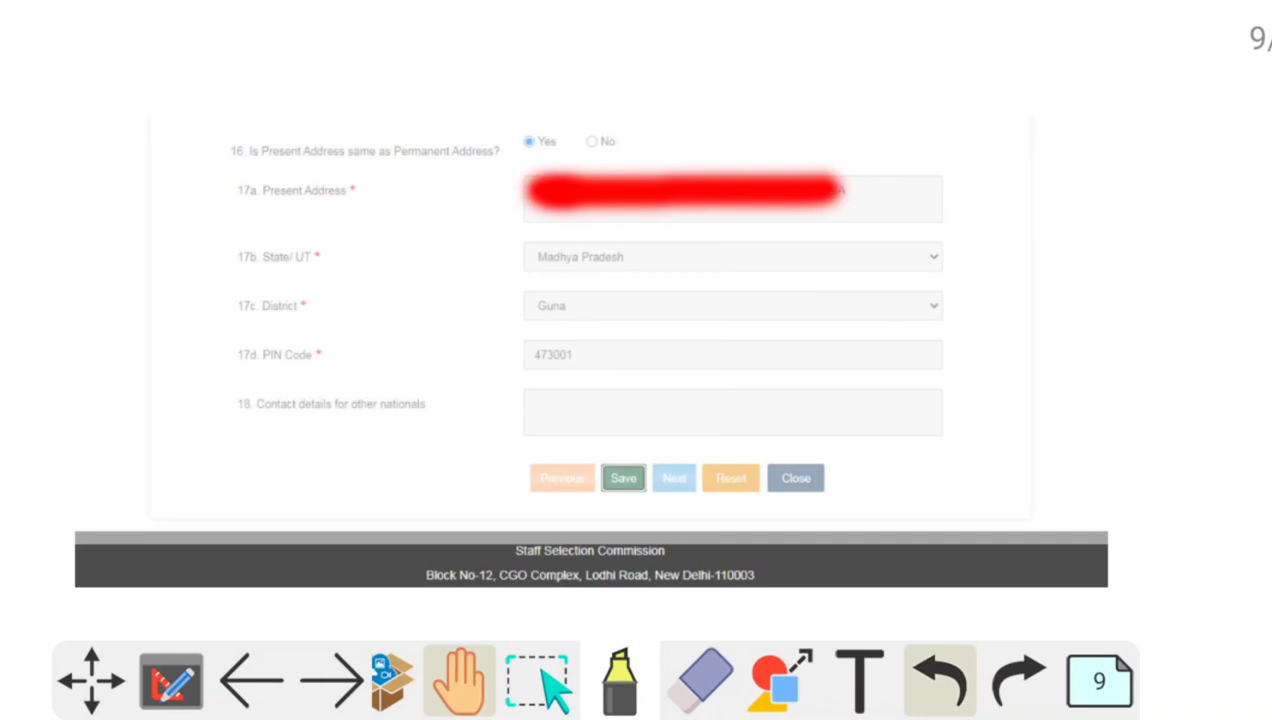 9/
Yes No
16. Is Present Address same as Permanent Address?
17a. Present Address *
A
17b. State/ UT * Madhya Pradesh
17c. District * Guna
17d. PIN Code * 473001
18. Contact details for other nationals
Previous Save Next Reset Close
Staff Selection Commission
Block No-12, CGO Complex, Lodhi Road, New Delhi-110003
T 9